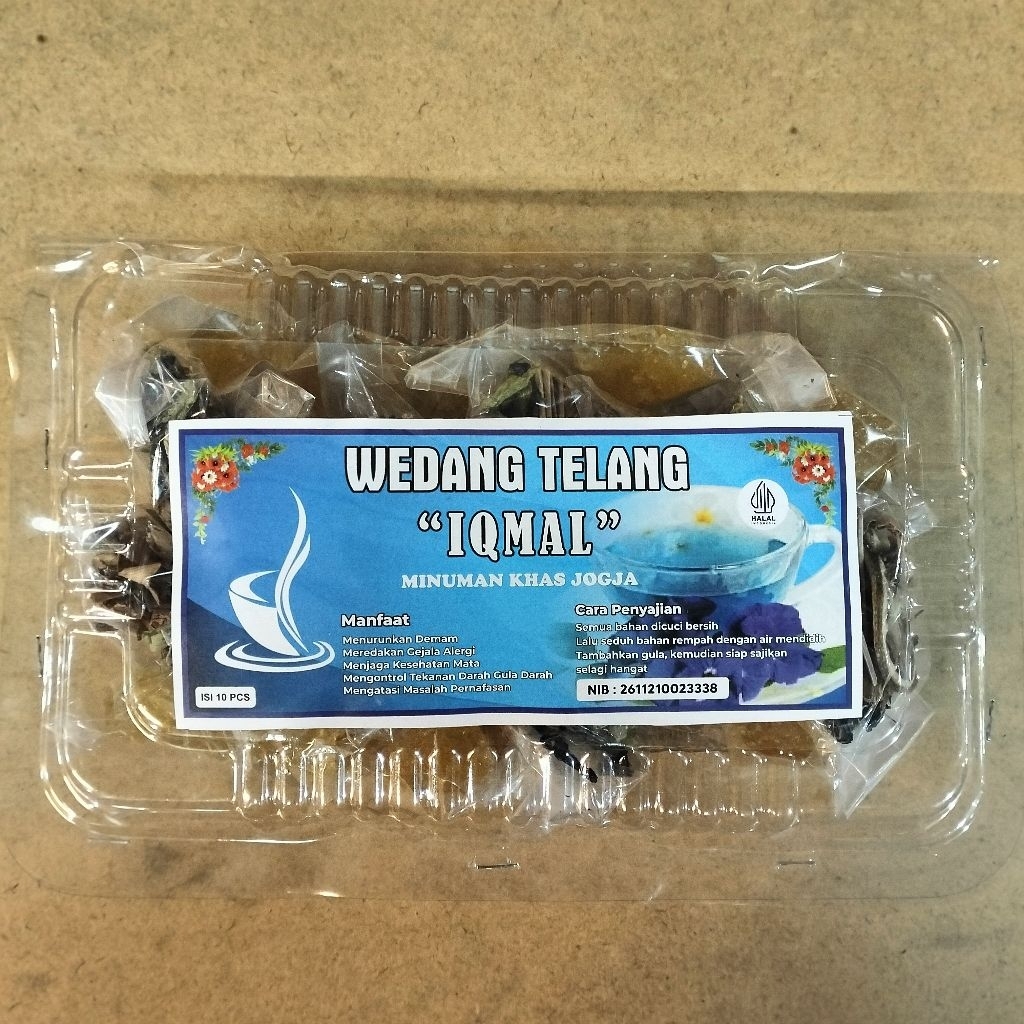 WEDANG TELANG
“IQMAL”
MINUMAN KHAS JOGJA
HALAL
INDONESIA
Manfaat
Menurunkan Demam
Meredakan Gejala Alergi
Menjaga Kesehatan Mata
Mengontrol Tekanan Darah Gula Darah
Mengatasi Masalah Pernafasan
Cara Penyajian
Semua bahan dicuci bersih
Lalu seduh bahan rempah dengan air mendidih
Tambahkan gula, kemudian siap sajikan
selagi hangat
ISI 10 PCS
NIB : 2611210023338